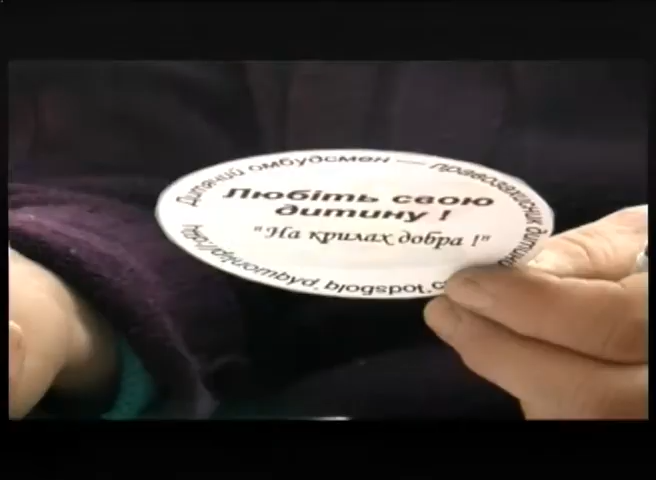 Дитячий омбудсмен — правозахисник дитини
Любіть свою
дитину !
"На крилах добра !"
blogspot.c